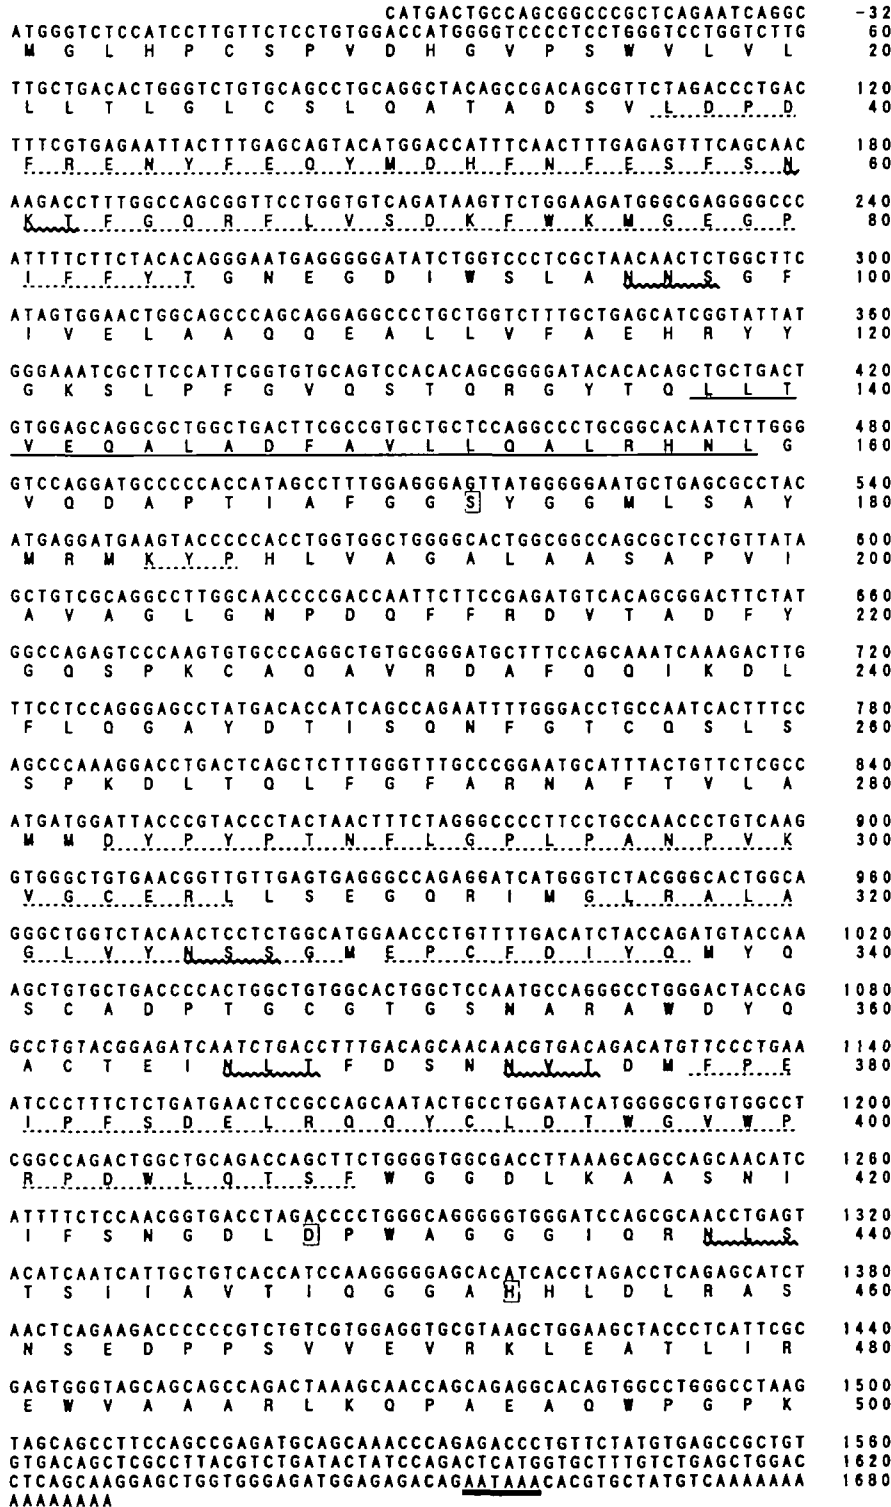 CATGACTGCCAGCGGCCCGCTCAGAATCAGGC -32
ATGGGTCTCCATCCTTGTTCTCCTGTGGACCATGGGGTCCCCTCCTGGGTCCTGGTCTTG 60
M G L H P C S P V D H G V P S W V L V L 20
TTGCTGACACTGGGTCTGTGCAGCCTGCAGGCTACAGCCGACAGCGTTCTAGACCCTGAC 120
L L T L G L C S L Q A T A D S V L D P D 40
TTTCGTGAGAATTACTTTGAGCAGTACATGGACCATTTCAACTTTGAGAGTTTCAGCAAC 180
F R E N Y F E Q Y M D H F N F E S F S N 60
AAGACCTTTGGCCAGCGGTTCCTGGTGTCAGATAAGTTCTGGAAGATGGGCGAGGGGCCC 240
K T F G Q R F L V S D K F W K M G E G P 80
ATTTTCTTCTACACAGGGAATGAGGGGGATATCTGGTCCCTCGCTAACAACTCTGGCTTC 300
I F F Y T G N E G D I W S L A N N S G F 100
ATAGTGGAACTGGCAGCCCAGCAGGAGGCCCTGCTGGTCTTTGCTGAGCATCGGTATTAT 360
I V E L A A Q Q E A L L V F A E H R Y Y 120
GGGAAATCGCTTCCATTCGGTGTGCAGTCCACACAGCGGGGATACACACAGCTGCTGACT 420
G K S L P F G V Q S T Q R G Y T Q L L T 140
GTGGAGCAGGCGCTGGCTGACTTCGCCGTGCTGCTCCAGGCCCTGCGGCACAATCTTGGG 480
V E Q A L A D F A V L L Q A L R H N L G 160
GTCCAGGATGCCCCCACCATAGCCTTTGGAGGGAGTTATGGGGGAATGCTGAGCGCCTAC 540
V Q D A P T I A F G G S Y G G M L S A Y 180
ATGAGGATGAAGTACCCCCACCTGGTGGCTGGGGCACTGGCGGCCAGCGCTCCTGTTATA 600
M R M K Y P H L V A G A L A A S A P V I 200
GCTGTCGCAGGCCTTGGCAACCCCGACCAATTCTTCCGAGATGTCACAGCGGACTTCTAT 660
A V A G L G N P D Q F F R D V T A D F Y 220
GGCCAGAGTCCCAAGTGTGCCCAGGCTGTGCGGGATGCTTTCCAGCAAATCAAAGACTTG 720
G Q S P K C A Q A V R D A F Q Q I K D L 240
TTCCTCCAGGGAGCCTATGACACCATCAGCCAGAATTTTGGGACCTGCCAATCACTTTCC 780
F L Q G A Y D T I S Q N F G T C Q S L S 260
AGCCCAAAGGACCTGACTCAGCTCTTTGGGTTTGCCCGGAATGCATTTACTGTTCTCGCC 840
S P K D L T Q L F G F A R N A F T V L A 280
ATGATGGATTACCCGTACCCTACTAACTTTCTAGGGCCCCTTCCTGCCAACCCTGTCAAG 900
M M D Y P Y P T N F L G P L P A N P V K 300
GTGGGCTGTGAACGGTTGTTGAGTGAGGGCCAGAGGATCATGGGTCTACGGGCACTGGCA 960
V G C E R L L S E G Q R I M G L R A L A 320
GGGCTGGTCTACAACTCCTCTGGCATGGAACCCTGTTTTGACATCTACCAGATGTACCAA 1020
G L V Y N S S G M E P C F D I Y Q M Y Q 340
AGCTGTGCTGACCCCACTGGCTGTGGCACTGGCTCCAATGCCAGGGCCTGGGACTACCAG 1080
S C A D P T G C G T G S N A R A W D Y Q 360
GCCTGTACGGAGATCAATCTGACCTTTGACAGCAACAACGTGACAGACATGTTCCCTGAA 1140
A C T E I N L T F D S N N V T D M F P E 380
ATCCCTTTCTCTGATGAACTCCGCCAGCAATACTGCCTGGATACATGGGGCGTGTGGCCT 1200
I P F S D E L R Q Q Y C L D T W G V W P 400
CGGCCAGACTGGCTGCAGACCAGCTTCTGGGGTGGCGACCTTAAAGCAGCCAGCAACATC 1260
R P D W L Q T S F W G G D L K A A S N I 420
ATTTTCTCCAACGGTGACCTAGACCCCTGGGCAGGGGGTGGGATCCAGCGCAACCTGAGT 1320
I F S N G D L D P W A G G G I Q R N L S 440
ACATCAATCATTGCTGTCACCATCCAAGGGGGAGCACATCACCTAGACCTCAGAGCATCT 1380
T S I I A V T I Q G G A H H L D L R A S 460
AACTCAGAAGACCCCCCGTCTGTCGTGGAGGTGCGTAAGCTGGAAGCTACCCTCATTCGC 1440
N S E D P P S V V E V R K L E A T L I R 480
GAGTGGGTAGCAGCAGCCAGACTAAAGCAACCAGCAGAGGCACAGTGGCCTGGGCCTAAG 1500
E W V A A A R L K Q P A E A Q W P G P K 500
TAGCAGCCTTCCAGCCGAGATGCAGCAAACCCAGAGACCCTGTTCTATGTGAGCCGCTGT 1560
GTGACAGCTCGCCTTACGTCTGATACTATCCAGACTCATGGTGCTTTGTCTGAGCTGGAC 1620
CTCAGCAAGGAGCTGGTGGGAGATGGAGAGACAGAATAAACACGTGCTATGTCAAAAAAA 1680
AAAAAAAA